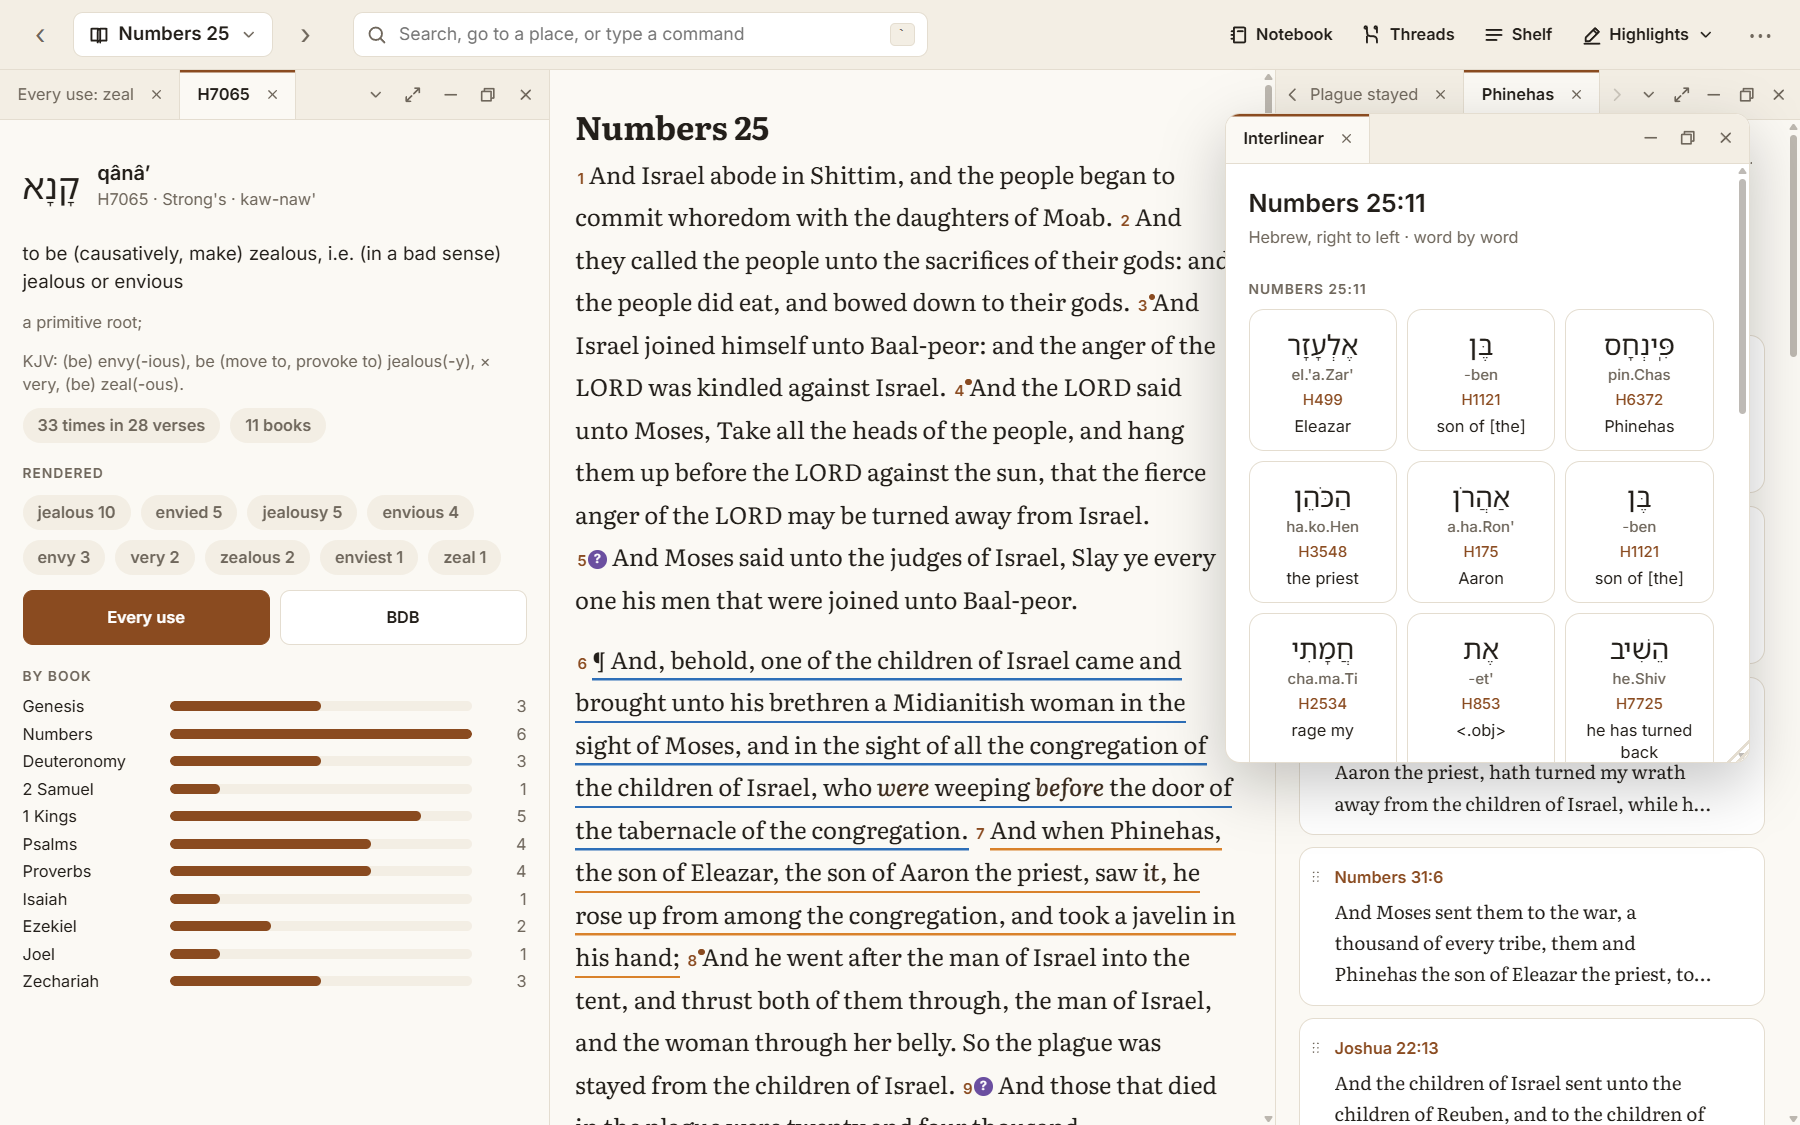 Numbers 25
Search, go to a place, or type a command
`
Notebook
Threads
Shelf
Highlights
Every use: zeal
H7065
קָנָא
qânâʼ
H7065 · Strong's · kaw-naw'
to be (causatively, make) zealous, i.e. (in a bad sense)
jealous or envious
a primitive root;
KJV: (be) envy(-ious), be (move to, provoke to) jealous(-y), ×
very, (be) zeal(-ous).
33 times in 28 verses
11 books
RENDERED
jealous 10
envied 5
jealousy 5
envious 4
envy 3
very 2
zealous 2
enviest 1
zeal 1
Every use
BDB
BY BOOK
Genesis 3
Numbers 6
Deuteronomy 3
2 Samuel 1
1 Kings 5
Psalms 4
Proverbs 4
Isaiah 1
Ezekiel 2
Joel 1
Zechariah 3
Numbers 25
1 And Israel abode in Shittim, and the people began to
commit whoredom with the daughters of Moab. 2 And
they called the people unto the sacrifices of their gods: and
the people did eat, and bowed down to their gods. 3 And
Israel joined himself unto Baal-peor: and the anger of the
LORD was kindled against Israel. 4 And the LORD said
unto Moses, Take all the heads of the people, and hang
them up before the LORD against the sun, that the fierce
anger of the LORD may be turned away from Israel.
5 ? And Moses said unto the judges of Israel, Slay ye every
one his men that were joined unto Baal-peor.
6 ¶ And, behold, one of the children of Israel came and
brought unto his brethren a Midianitish woman in the
sight of Moses, and in the sight of all the congregation of
the children of Israel, who were weeping before the door of
the tabernacle of the congregation. 7 And when Phinehas,
the son of Eleazar, the son of Aaron the priest, saw it, he
rose up from among the congregation, and took a javelin in
his hand; 8 And he went after the man of Israel into the
tent, and thrust both of them through, the man of Israel,
and the woman through her belly. So the plague was
stayed from the children of Israel. 9 ? And those that died
in the plague were twenty and four thousand.
Plague stayed
Phinehas
Interlinear
Numbers 25:11
Hebrew, right to left · word by word
NUMBERS 25:11
פִּינְחָס
pin.Chas
H6372
Phinehas
בֶּן
-ben
H1121
son of [the]
אֶלְעָזָר
el.'a.Zar'
H499
Eleazar
בֶּן
-ben
H1121
son of [the]
אַהֲרֹן
a.ha.Ron'
H175
Aaron
הַכֹּהֵן
ha.ko.Hen
H3548
the priest
הֵשִׁיב
he.Shiv
H7725
he has turned
back
אֶת
-et'
H853
<.obj>
חֲמָתִי
cha.ma.Ti
H2534
rage my
Aaron the priest, hath turned my wrath
away from the children of Israel, while h…
Numbers 31:6
And Moses sent them to the war, a
thousand of every tribe, them and
Phinehas the son of Eleazar the priest, to…
Joshua 22:13
And the children of Israel sent unto the
children of Reuben, and to the children of